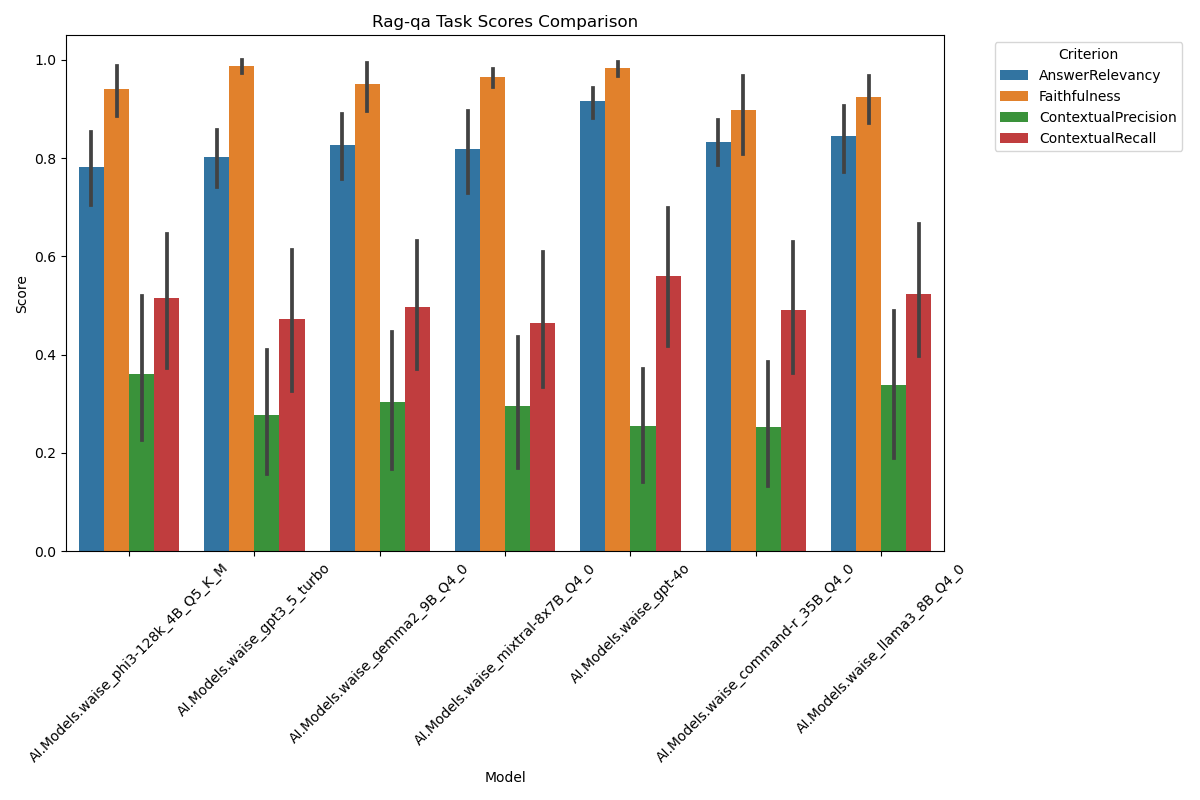 Rag-qa Task Scores Comparison
Score
1.0
0.8
0.6
0.4
0.2
0.0
AI.Models.waise_phi3-128k_4B_Q5_K_M
AI.Models.waise_gpt3_5_turbo
AI.Models.waise_gemma2_9B_Q4_0
AI.Models.waise_mixtral-8x7B_Q4_0
AI.Models.waise_gpt-4o
AI.Models.waise_command-r_35B_Q4_0
AI.Models.waise_llama3_8B_Q4_0
Model
Criterion
AnswerRelevancy
Faithfulness
ContextualPrecision
ContextualRecall